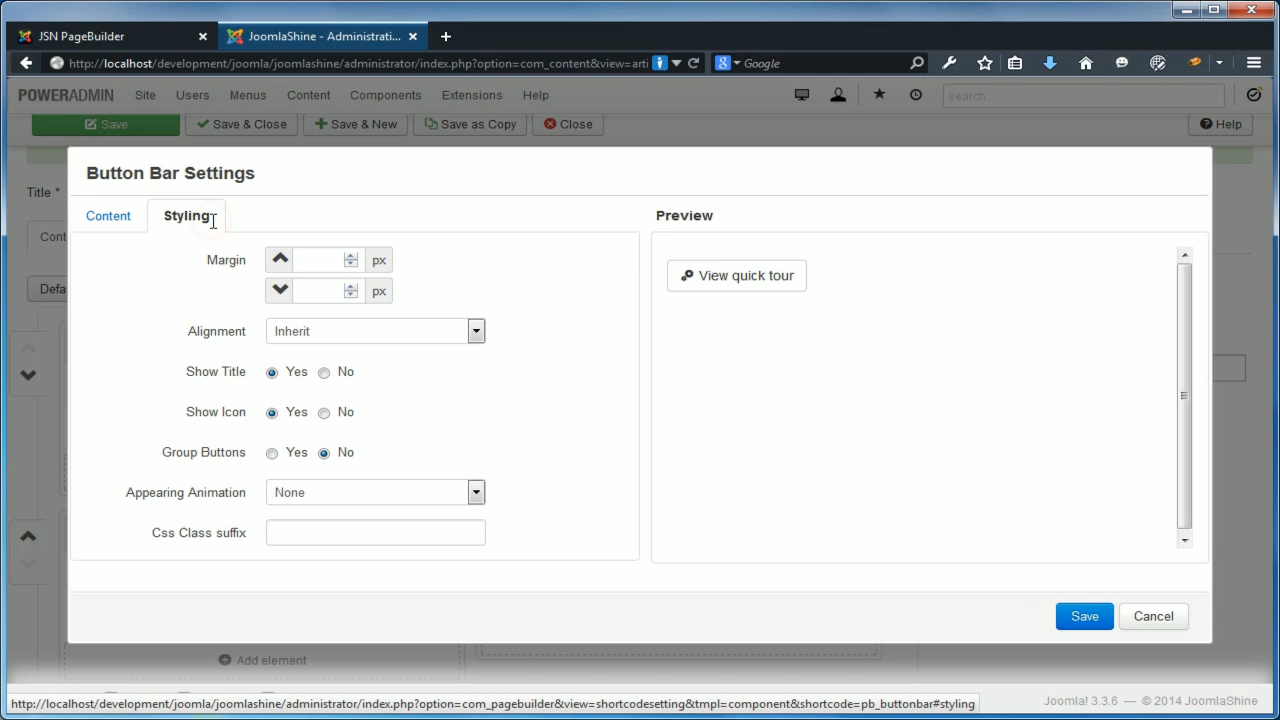 JSN PageBuilder
JoomlaShine - Administrati...
http://localhost/development/joomla/joomlashine/administrator/index.php?option=com_content&view=arti
Google
POWERADMIN Site Users Menus Content Components Extensions Help
search...
Save
Save & Close
Save & New
Save as Copy
Close
Help
Title *
Cont
Defa
Button Bar Settings
Content
Styling
Preview
Margin
px
px
View quick tour
Alignment
Inherit
Show Title
Yes No
Show Icon
Yes No
Group Buttons
Yes No
Appearing Animation
None
Css Class suffix
Save
Cancel
Add element
http://localhost/development/joomla/joomlashine/administrator/index.php?option=com_pagebuilder&view=shortcodesetting&tmpl=component&shortcode=pb_buttonbar#styling
Joomla! 3.3.6 — © 2014 JoomlaShine